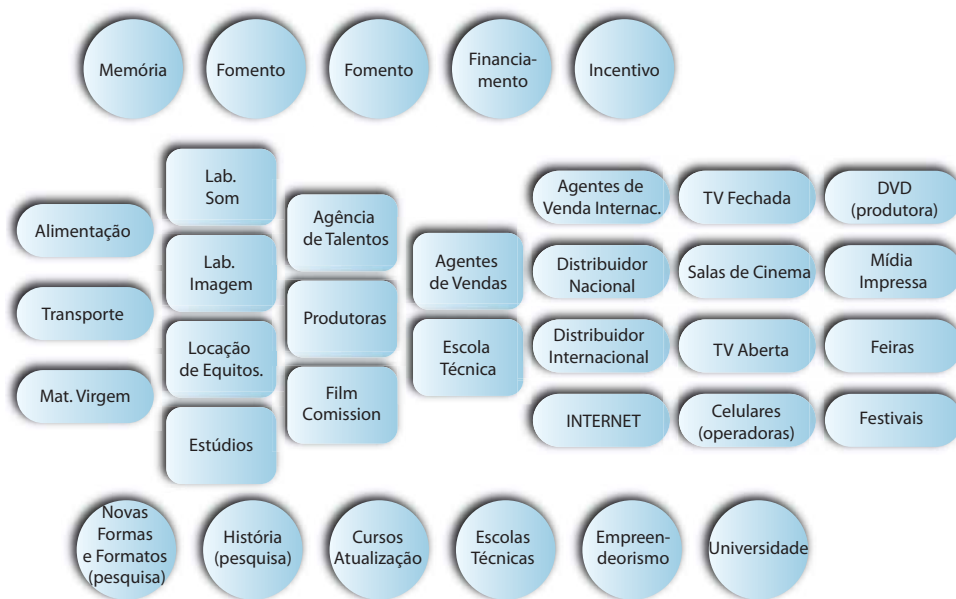 Memória
Fomento
Fomento
Financia-
mento
Incentivo
Alimentação
Transporte
Mat. Virgem
Lab.
Som
Lab.
Imagem
Locação
de Equitos.
Estúdios
Agência
de Talentos
Produtoras
Film
Comission
Agentes
de Vendas
Escola
Técnica
Agentes de
Venda Internac.
TV Fechada
DVD
(produtora)
Distribuidor
Nacional
Salas de Cinema
Mídia
Impressa
Distribuidor
Internacional
TV Aberta
Feiras
INTERNET
Celulares
(operadoras)
Festivais
Novas
Formas
e Formatos
(pesquisa)
História
(pesquisa)
Cursos
Atualização
Escolas
Técnicas
Empreen-
deorismo
Universidade